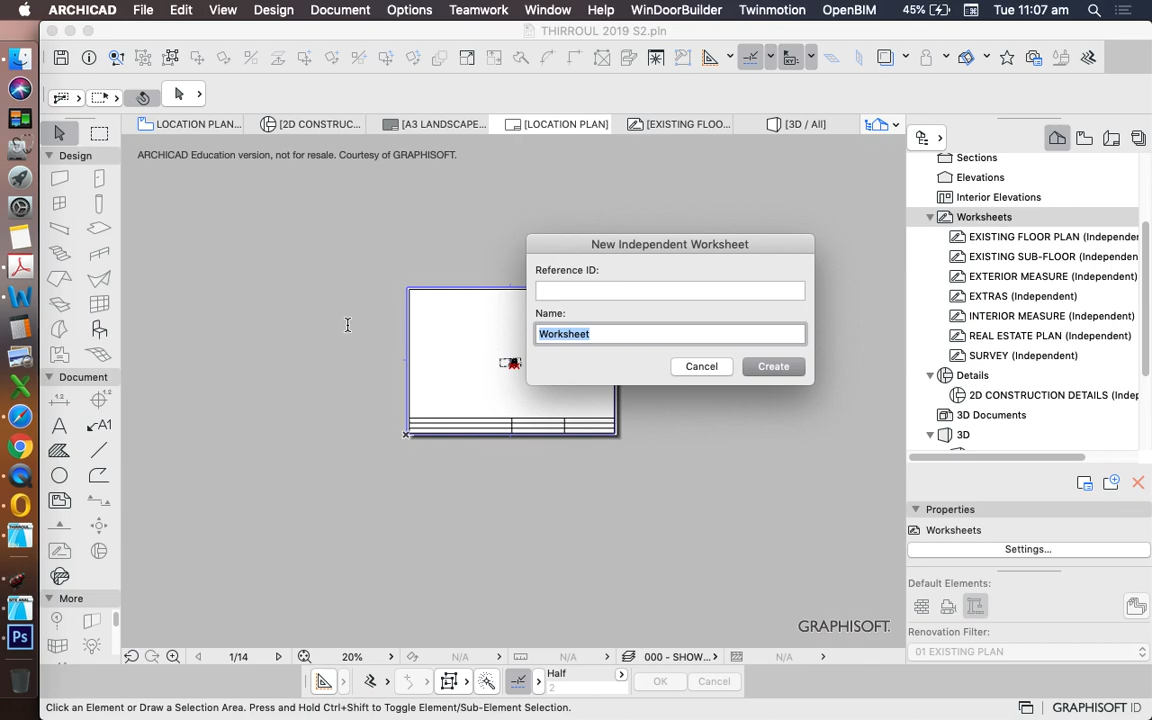 ARCHICAD File Edit View Design Document Options Teamwork Window Help WinDoorBuilder Twinmotion OpenBIM 45% Tue 11:07 am
THIRROUL 2019 S2.pln
LOCATION PLAN... [2D CONSTRUC... [A3 LANDSCAPE... [LOCATION PLAN] [EXISTING FLOO... [3D / All]
ARCHICAD Education version, not for resale. Courtesy of GRAPHISOFT.
Design
Document
More
New Independent Worksheet
Reference ID:
Name:
Worksheet
Cancel Create
Sections
Elevations
Interior Elevations
Worksheets
EXISTING FLOOR PLAN (Independer
EXISTING SUB-FLOOR (Independen
EXTERIOR MEASURE (Independent)
EXTRAS (Independent)
INTERIOR MEASURE (Independent)
REAL ESTATE PLAN (Independent)
SURVEY (Independent)
Details
2D CONSTRUCTION DETAILS (Indep
3D Documents
3D
Properties
Worksheets
Settings...
Default Elements:
Renovation Filter:
01 EXISTING PLAN
GRAPHISOFT.
1/14 20% N/A N/A 000 - SHOW... N/A
Half
2
OK Cancel
Click an Element or Draw a Selection Area. Press and Hold Ctrl+Shift to Toggle Element/Sub-Element Selection.
GRAPHISOFT ID